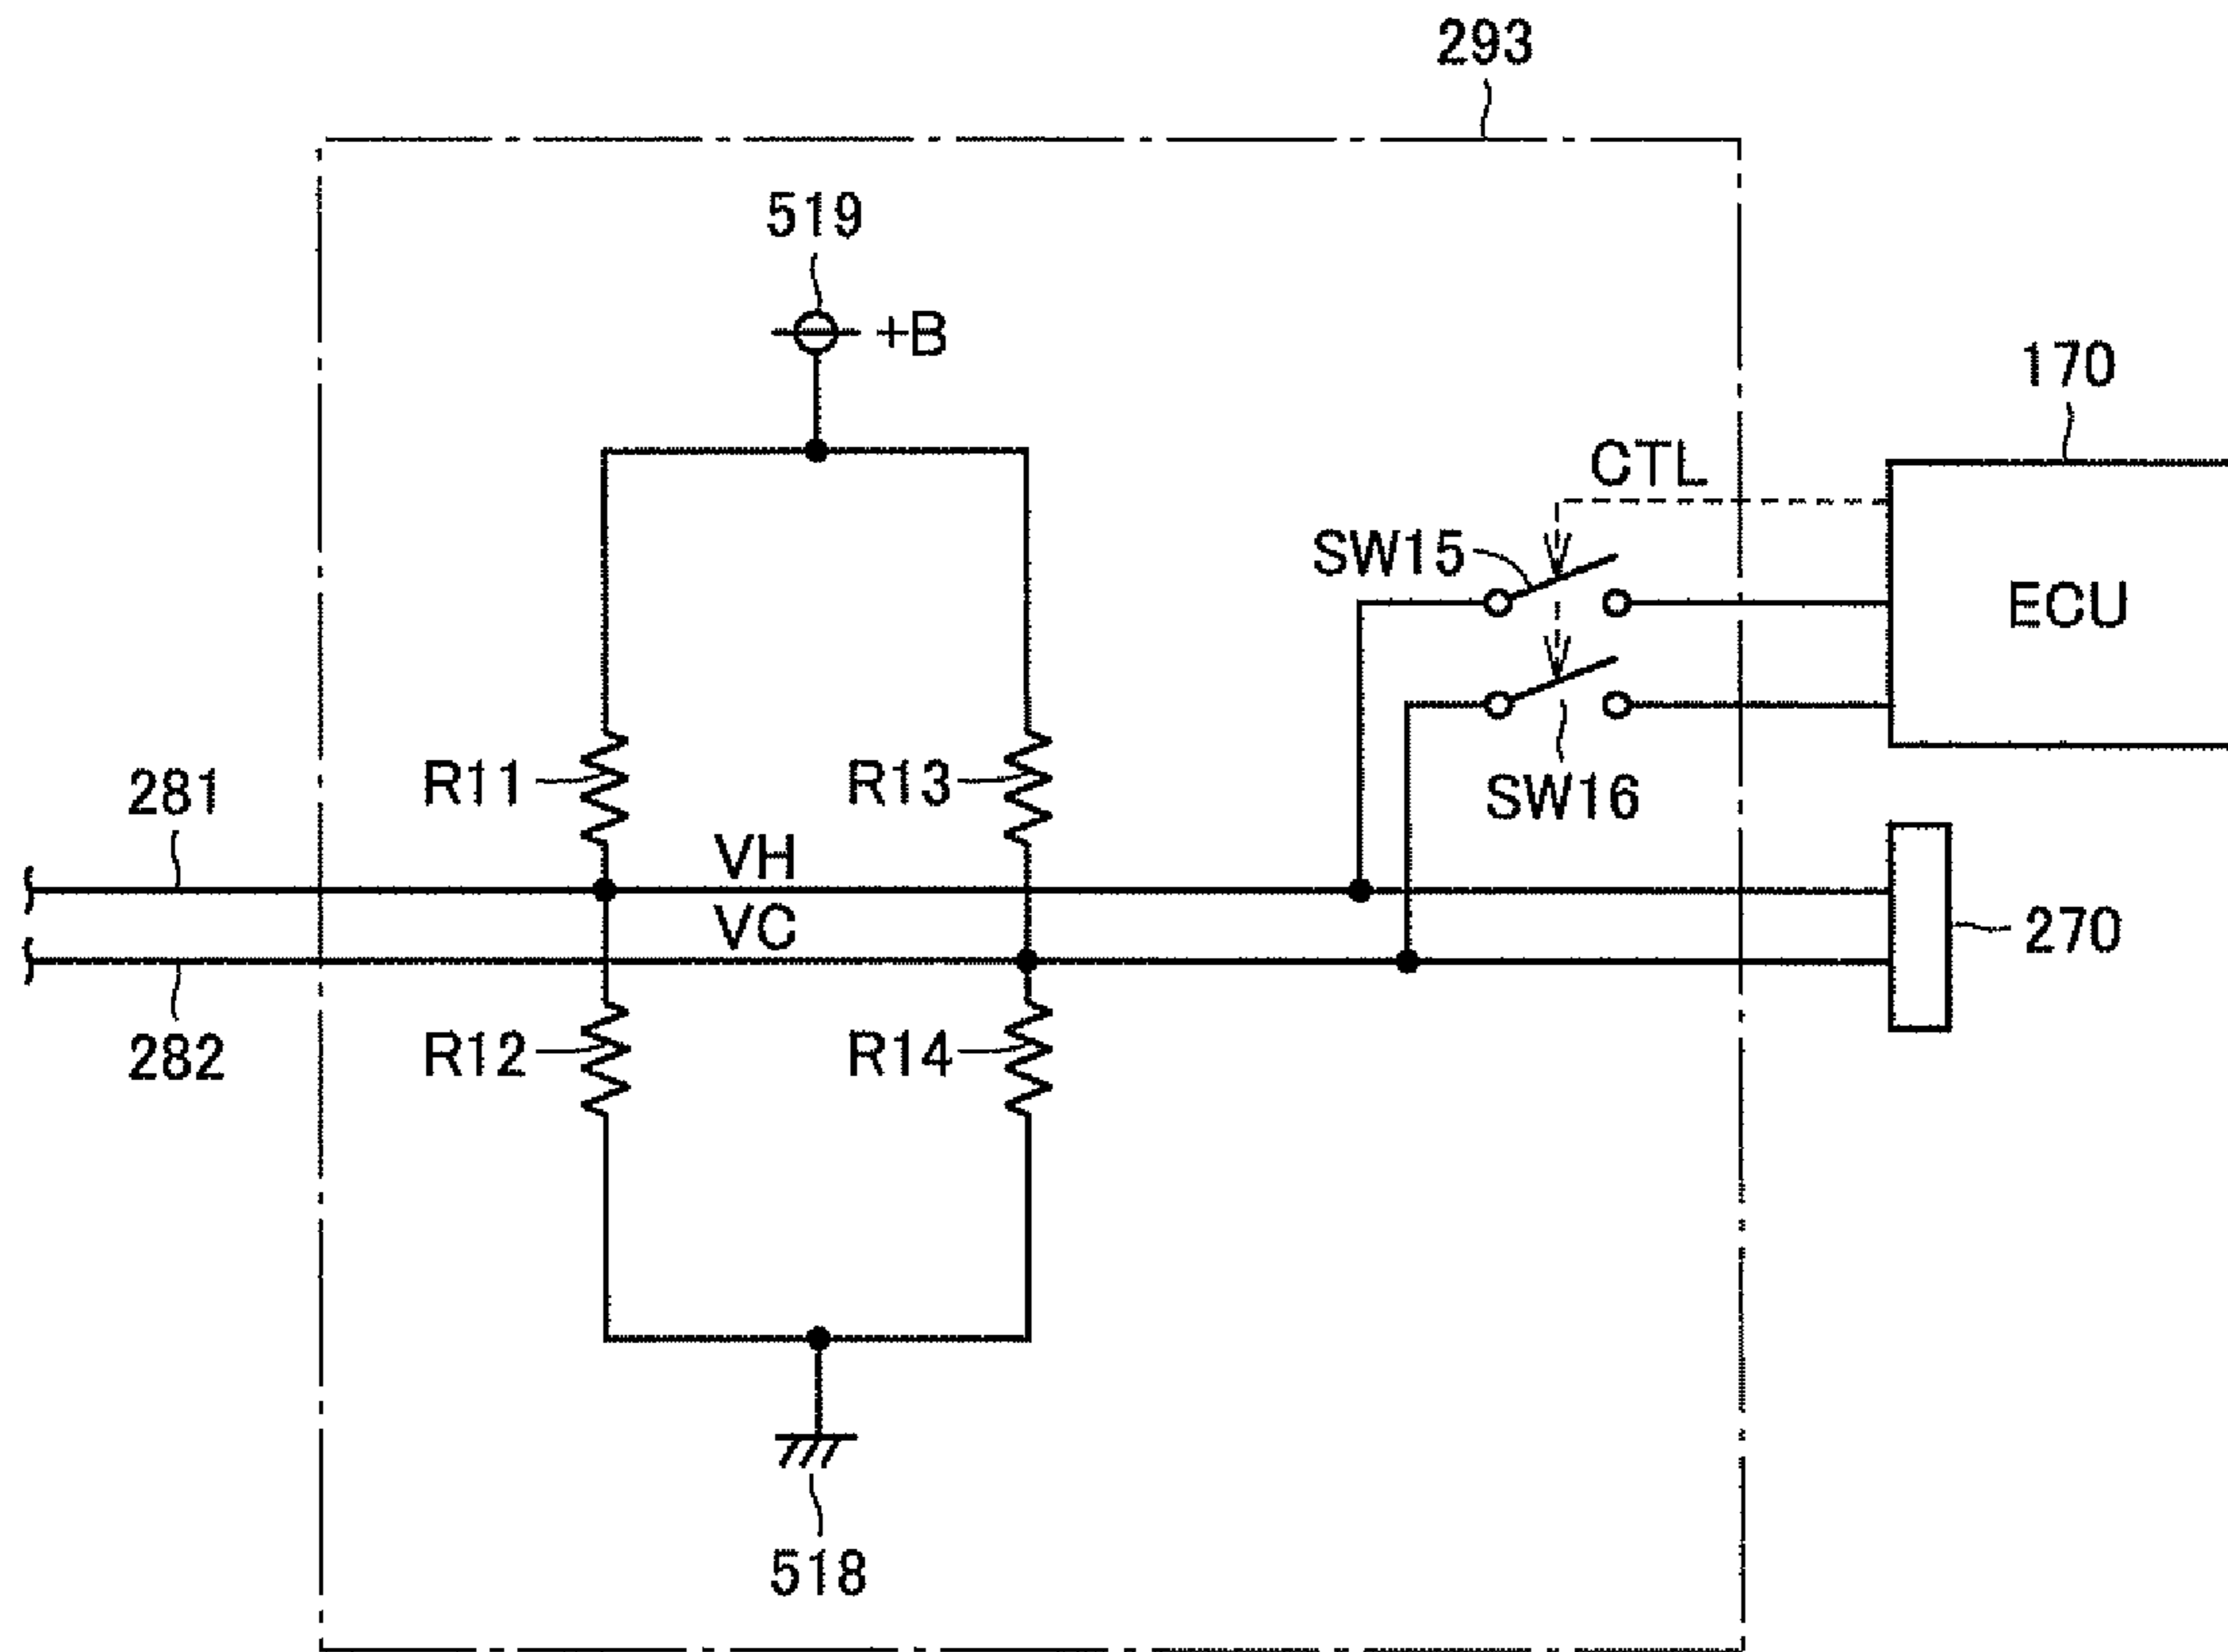 293
519
+B
170
CTL
SW15
ECU
R11
R13
SW16
281
VH
VC
270
282
R12
R14
518